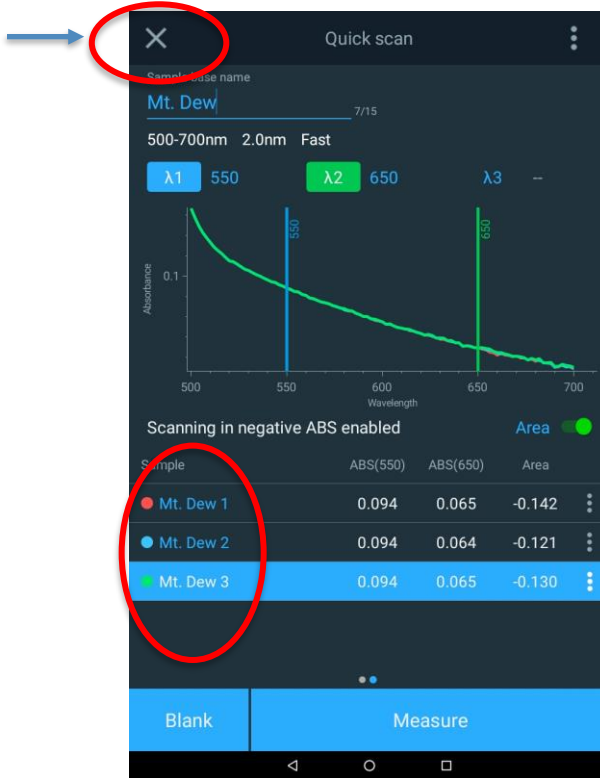 Quick scan
Sample base name
Mt. Dew
7/15
500-700nm 2.0nm Fast
λ1 550 λ2 650 λ3 --
550
650
Absorbance
0.1
500 550 600 650 700
Wavelength
Scanning in negative ABS enabled Area
Sample ABS(550) ABS(650) Area
Mt. Dew 1 0.094 0.065 -0.142
Mt. Dew 2 0.094 0.064 -0.121
Mt. Dew 3 0.094 0.065 -0.130
Blank Measure